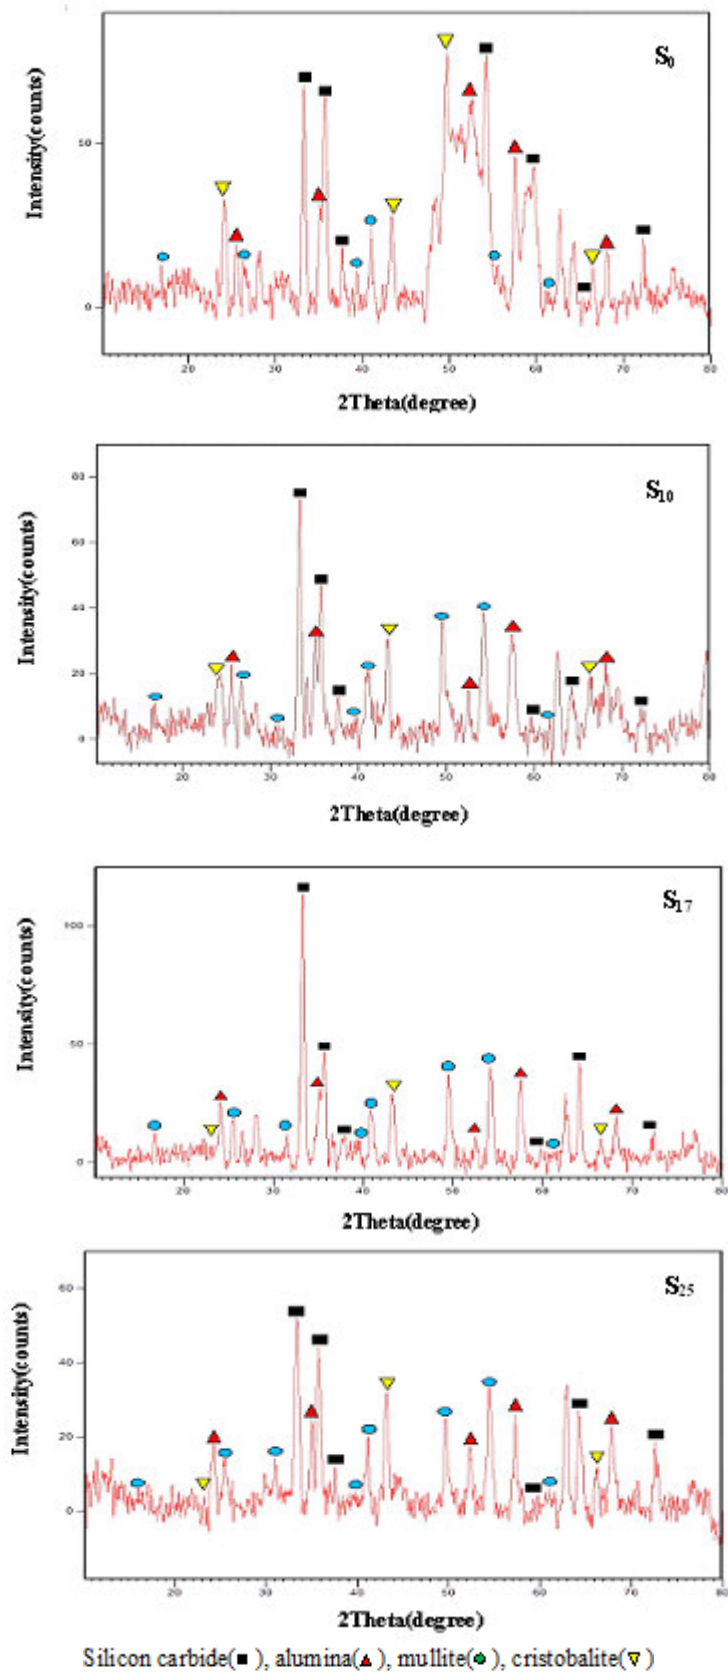 S0
Intensity(counts)
50
0
20 30 40 50 60 70 80
2Theta(degree)
S10
Intensity(counts)
80
60
40
20
0
20 30 40 50 60 70 80
2Theta(degree)
S17
Intensity(counts)
100
50
0
20 30 40 50 60 70 80
2Theta(degree)
S25
Intensity(counts)
60
40
20
0
20 30 40 50 60 70 80
2Theta(degree)
Silicon carbide(■ ), alumina(▲ ), mullite(● ), cristobalite(▼ )